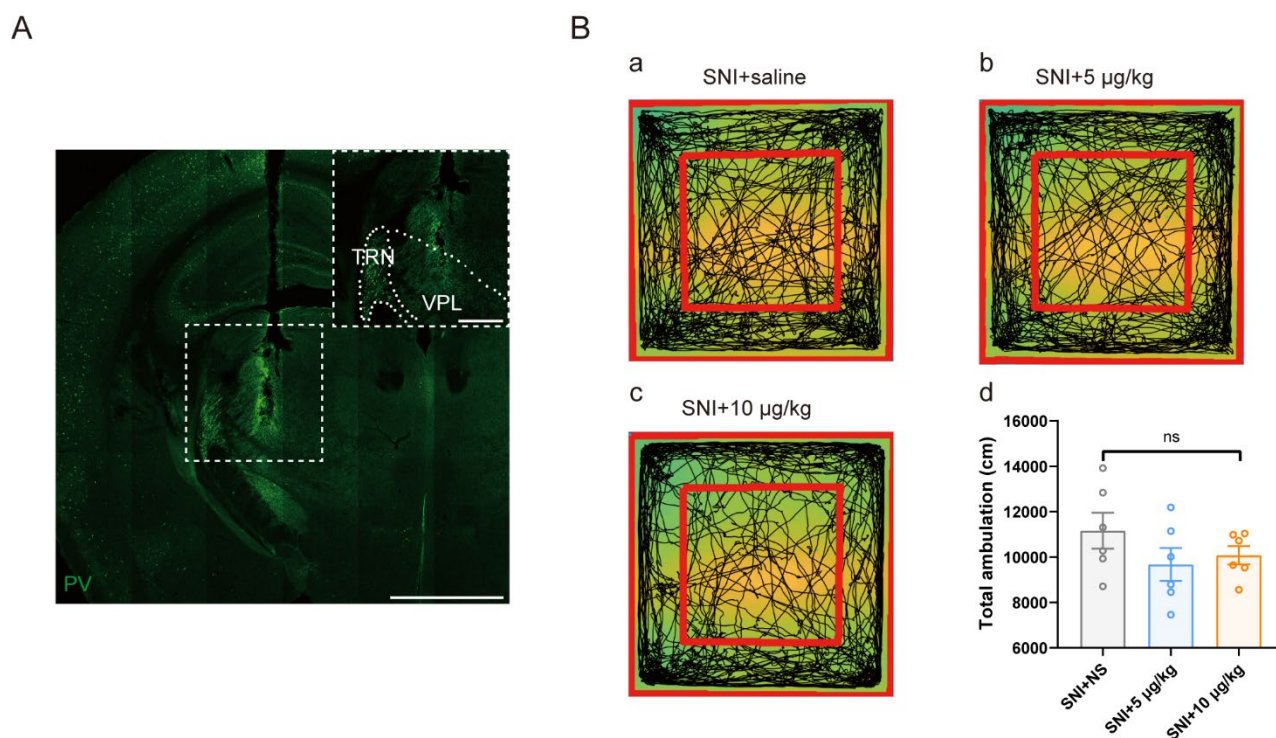 A
TRN
VPL
PV
B
a
SNI+saline
b
SNI+5 μg/kg
c
SNI+10 μg/kg
d
Total ambulation (cm)
16000
14000
12000
10000
8000
6000
ns
SNI+NS
SNI+5 μg/kg
SNI+10 μg/kg